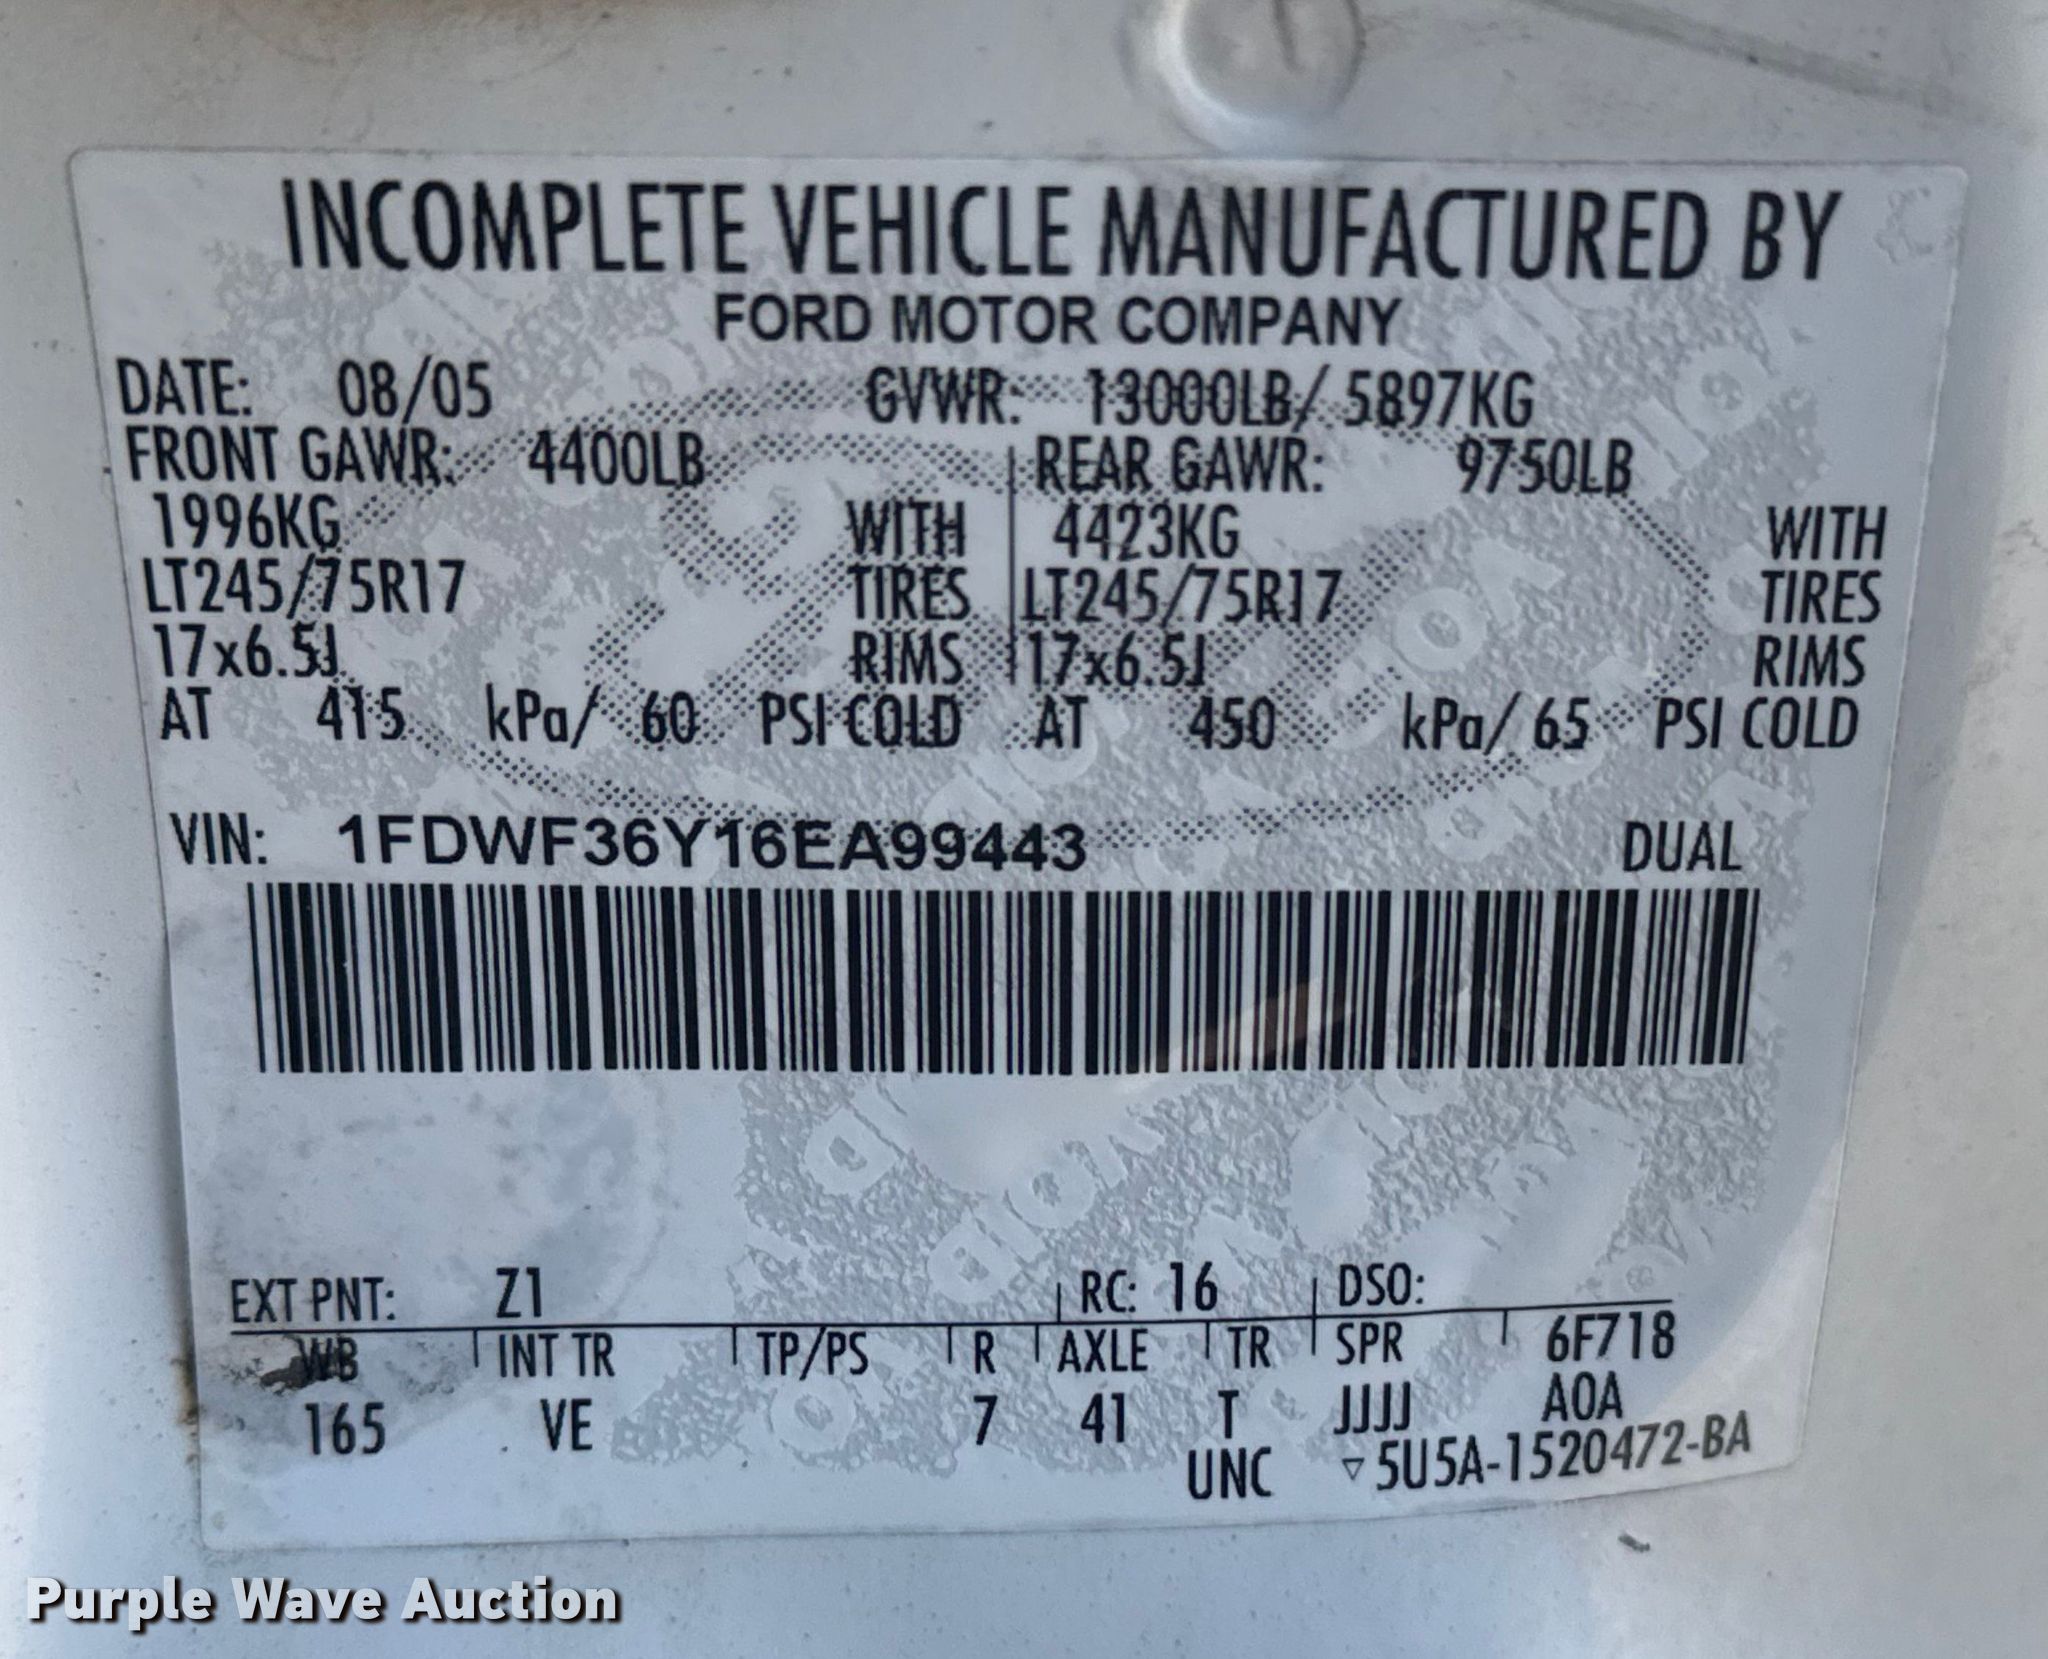 INCOMPLETE VEHICLE MANUFACTURED BY
FORD MOTOR COMPANY
DATE: 08/05 GVWR: 13000LB/ 5897KG
FRONT GAWR: 4400LB REAR GAWR: 9750LB
1996KG WITH 4423KG WITH
LT245/75R17 TIRES LT245/75R17 TIRES
17x6.5J RIMS 17x6.5J RIMS
AT 415 kPa/ 60 PSI COLD AT 450 kPa/ 65 PSI COLD
VIN: 1FDWF36Y16EA99443 DUAL
EXT PNT: Z1 RC: 16 DSO:
WB INT TR TP/PS R AXLE TR SPR 6F718
165 VE 7 41 T JJJJ A0A
UNC ▽5U5A-1520472-BA
Purple Wave Auction